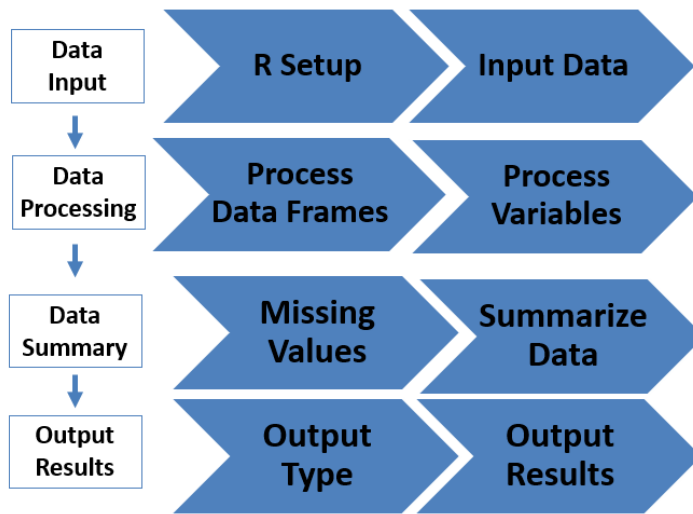 Data
Input
R Setup
Input Data
Data
Processing
Process
Data Frames
Process
Variables
Data
Summary
Missing
Values
Summarize
Data
Output
Results
Output
Type
Output
Results